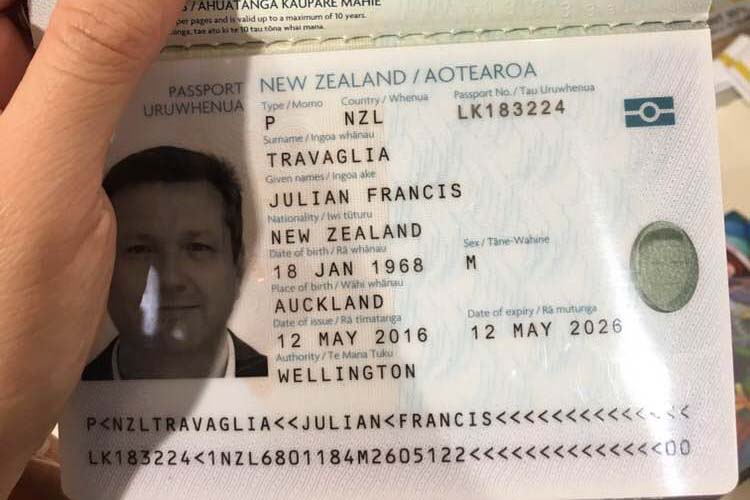 / AHUATANGA KAUPARE MAHIE
per pages and is valid up to a maximum of 10 years.
tae atu ki te 10 tau tōna whai mana.
PASSPORT
URUWHENUA
NEW ZEALAND / AOTEAROA
Type / Momo Country / Whenua Passport No. / Tau Uruwhenua
P NZL LK183224
Surname / Ingoa whānau
TRAVAGLIA
Given names / Ingoa ake
JULIAN FRANCIS
Nationality / Iwi tūturu
NEW ZEALAND
Date of birth / Rā whānau Sex / Tāne-Wahine
18 JAN 1968 M
Place of birth / Wāhi whānau
AUCKLAND
Date of issue / Rā tīmatanga Date of expiry / Rā mutunga
12 MAY 2016 12 MAY 2026
Authority / Te Mana Tuku
WELLINGTON
P<NZLTRAVAGLIA<<JULIAN<FRANCIS<<<<<<<<<<<<<<
LK183224<1NZL6801184M2605122<<<<<<<<<<<<<<00